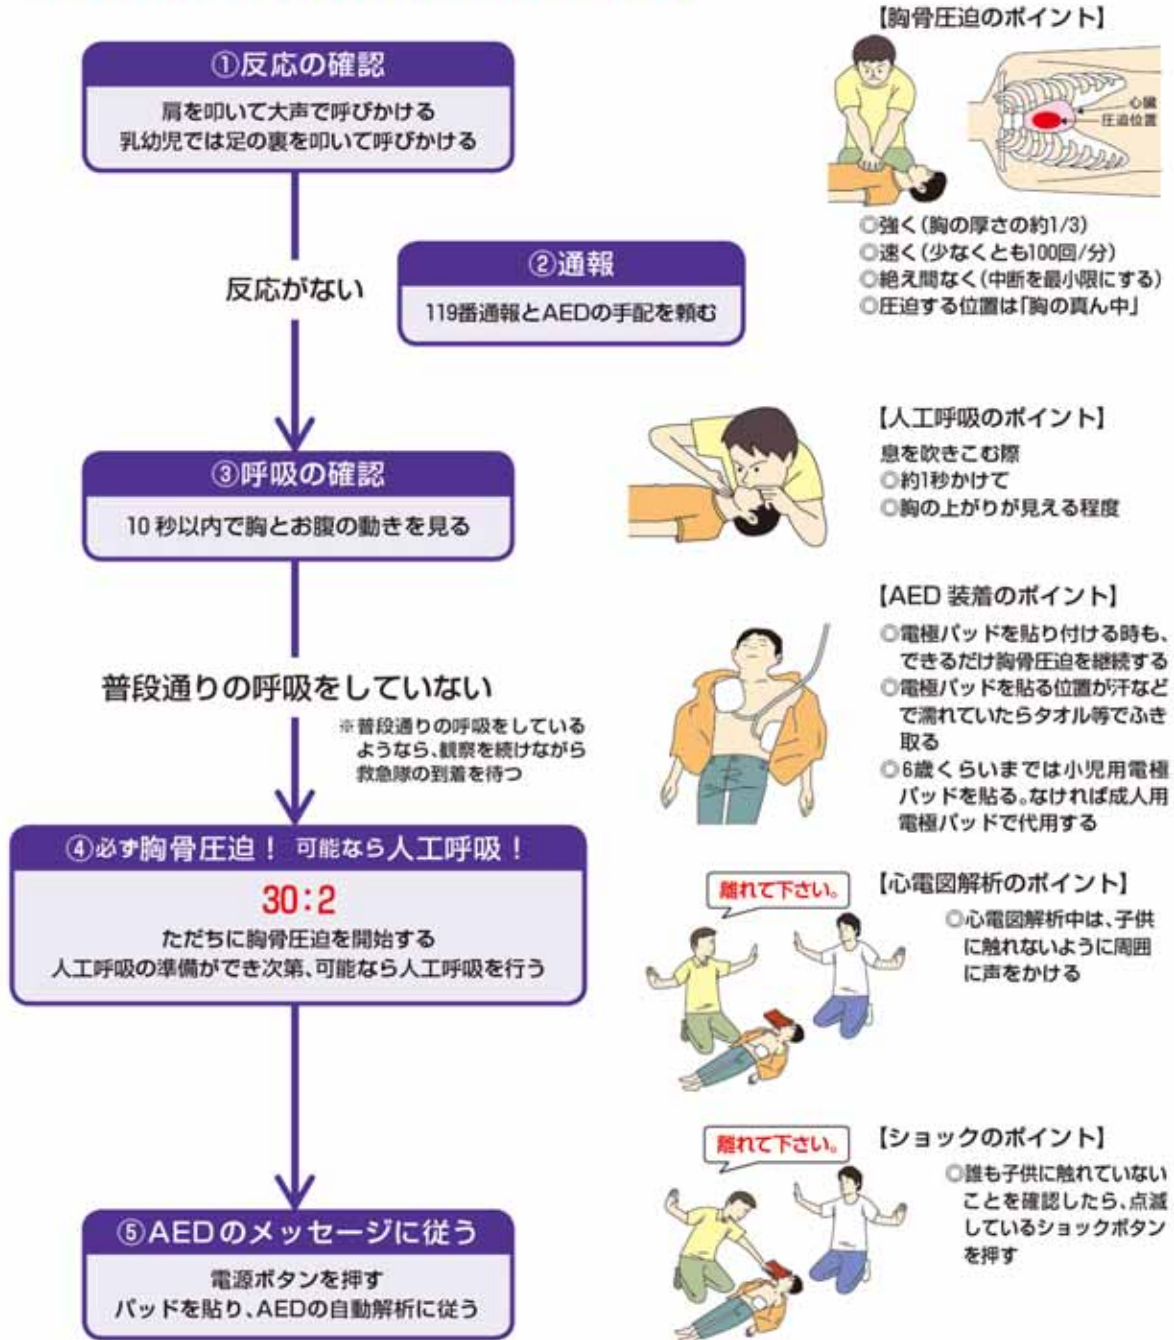 ①反応の確認
肩を叩いて大声で呼びかける
乳幼児では足の裏を叩いて呼びかける
反応がない
②通報
119番通報とAEDの手配を頼む
③呼吸の確認
10秒以内で胸とお腹の動きを見る
普段通りの呼吸をしていない
※普段通りの呼吸をしている
ようなら、観察を続けながら
救急隊の到着を待つ
④必ず胸骨圧迫！ 可能なら人工呼吸！
30:2
ただちに胸骨圧迫を開始する
人工呼吸の準備ができ次第、可能なら人工呼吸を行う
⑤AEDのメッセージに従う
電源ボタンを押す
パッドを貼り、AEDの自動解析に従う
【胸骨圧迫のポイント】
心臓
圧迫位置
◎強く（胸の厚さの約1/3）
◎速く（少なくとも100回/分）
◎絶え間なく（中断を最小限にする）
◎圧迫する位置は「胸の真ん中」
【人工呼吸のポイント】
息を吹きこむ際
◎約1秒かけて
◎胸の上がりが見える程度
【AED 装着のポイント】
◎電極パッドを貼り付ける時も、
できるだけ胸骨圧迫を継続する
◎電極パッドを貼る位置が汗など
で濡れていたらタオル等でふき
取る
◎6歳くらいまでは小児用電極
パッドを貼る。なければ成人用
電極パッドで代用する
離れて下さい。
【心電図解析のポイント】
◎心電図解析中は、子供
に触れないように周囲
に声をかける
離れて下さい。
【ショックのポイント】
◎誰も子供に触れていない
ことを確認したら、点滅
しているショックボタン
を押す